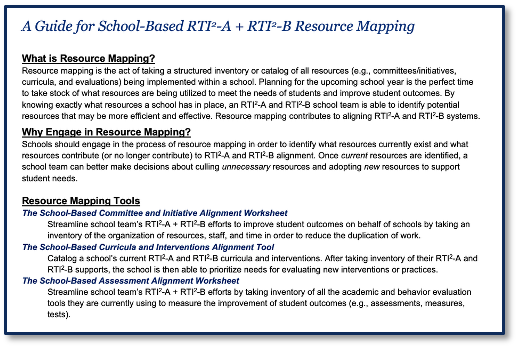 A Guide for School-Based RTI²-A + RTI²-B Resource Mapping
What is Resource Mapping?
Resource mapping is the act of taking a structured inventory or catalog of all resources (e.g., committees/initiatives,
curricula, and evaluations) being implemented within a school. Planning for the upcoming school year is the perfect time
to take stock of what resources are being utilized to meet the needs of students and improve student outcomes. By
knowing exactly what resources a school has in place, an RTI²-A and RTI²-B school team is able to identify potential
resources that may be more efficient and effective. Resource mapping contributes to aligning RTI²-A and RTI²-B systems.
Why Engage in Resource Mapping?
Schools should engage in the process of resource mapping in order to identify what resources currently exist and what
resources contribute (or no longer contribute) to RTI²-A and RTI²-B alignment. Once current resources are identified, a
school team can better make decisions about culling unnecessary resources and adopting new resources to support
student needs.
Resource Mapping Tools
The School-Based Committee and Initiative Alignment Worksheet
Streamline school team's RTI²-A + RTI²-B efforts to improve student outcomes on behalf of schools by taking an
inventory of the organization of resources, staff, and time in order to reduce the duplication of work.
The School-Based Curricula and Interventions Alignment Tool
Catalog a school's current RTI²-A and RTI²-B curricula and interventions. After taking inventory of their RTI²-A and
RTI²-B supports, the school is then able to prioritize needs for evaluating new interventions or practices.
The School-Based Assessment Alignment Worksheet
Streamline school team's RTI²-A + RTI²-B efforts by taking inventory of all the academic and behavior evaluation
tools they are currently using to measure the improvement of student outcomes (e.g., assessments, measures,
tests).